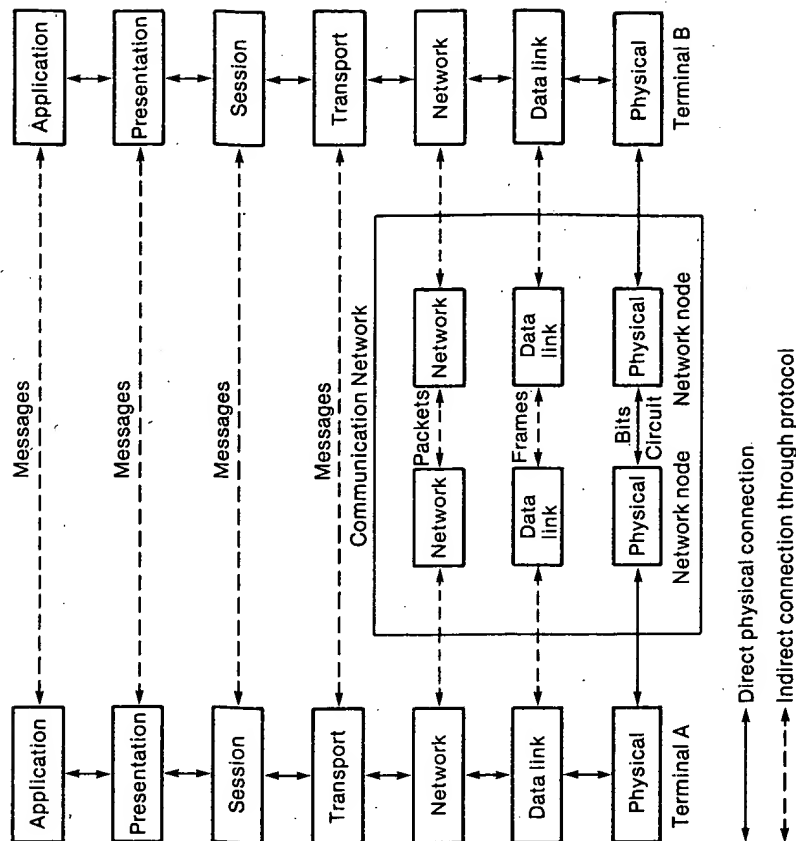 Application
Messages
Application
Presentation
Messages
Presentation
Session
Messages
Session
Transport
Messages
Transport
Communication Network
Network
Network
Packets
Network
Network
Data link
Data
link
Frames
Data
link
Data link
Physical
Physical
Bits
Circuit
Physical
Physical
Terminal A
Network node
Network node
Terminal B
Direct physical connection
Indirect connection through protocol